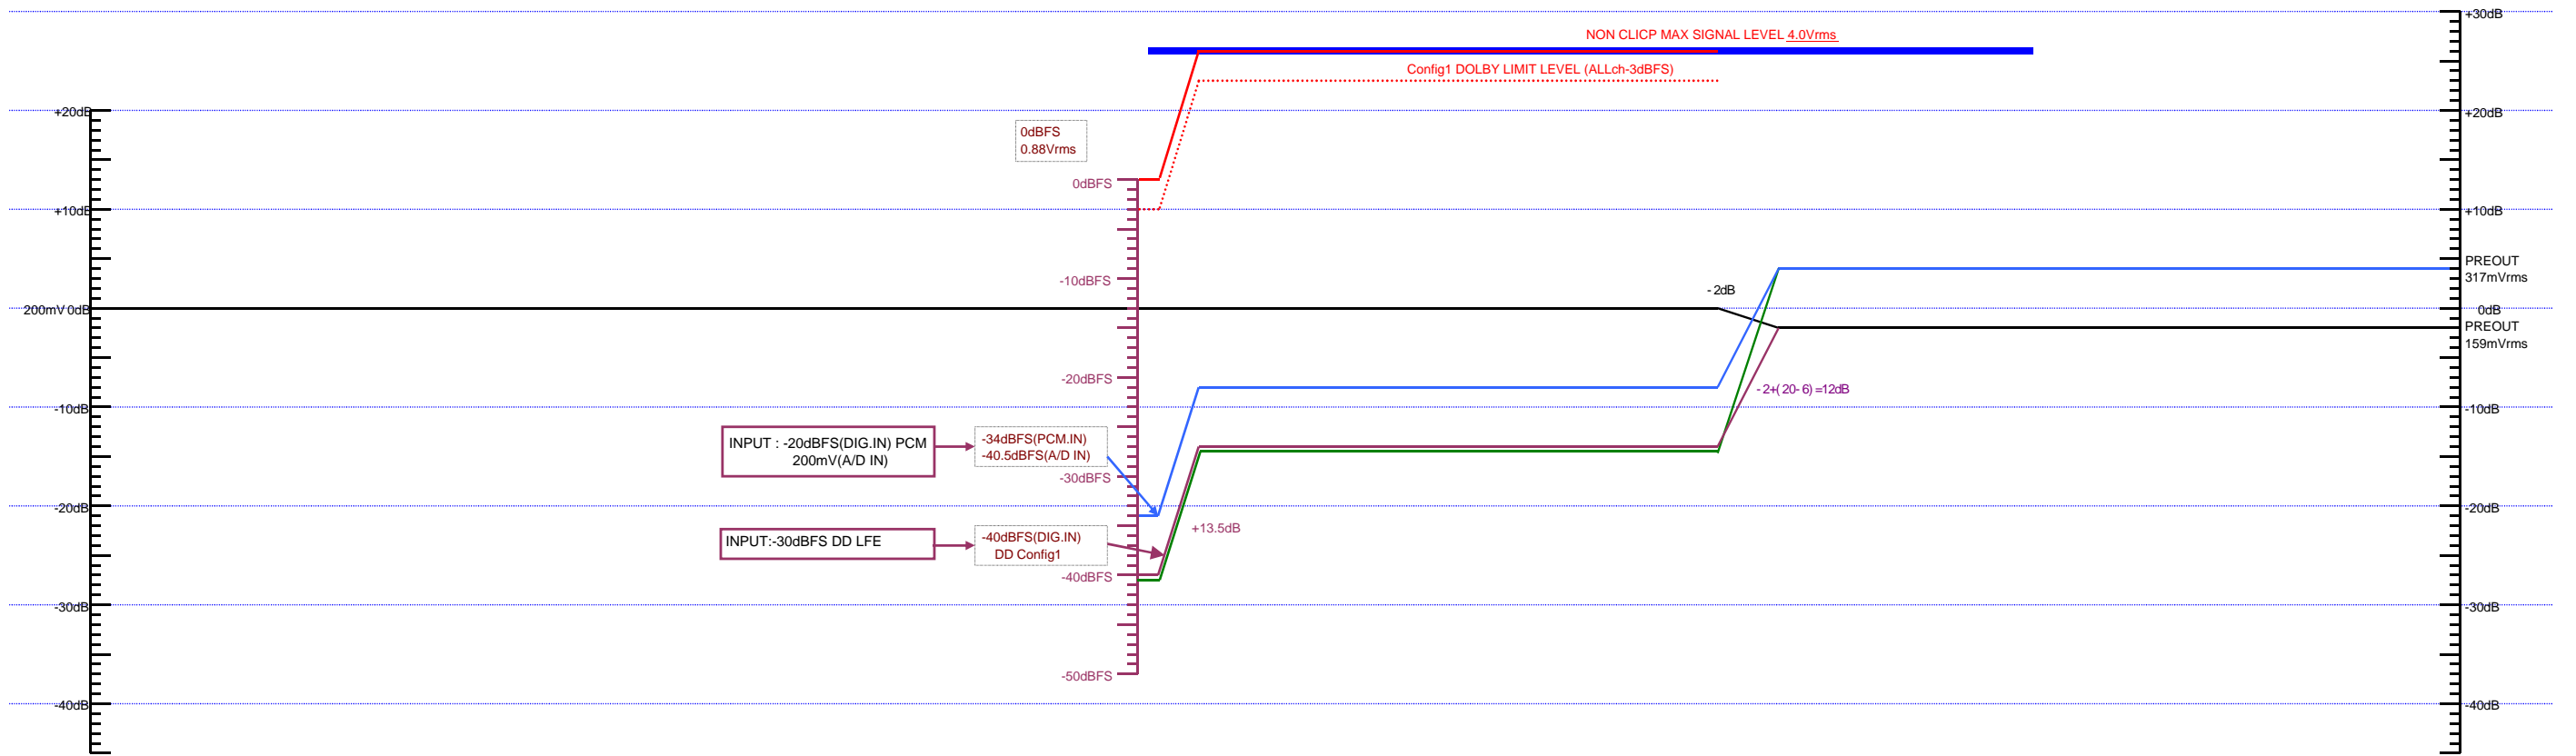 +30dB
NON CLICP MAX SIGNAL LEVEL 4.0Vrms
Config1 DOLBY LIMIT LEVEL (ALLch-3dBFS)
+20dB
+20dB
0dBFS
0.88Vrms
0dBFS
+10dB
+10dB
-10dBFS
PREOUT
317mVrms
-2dB
200mV 0dB
0dB
PREOUT
159mVrms
-20dBFS
-2+(20-6)=12dB
-10dB
-10dB
INPUT : -20dBFS(DIG.IN) PCM
200mV(A/D IN)
-34dBFS(PCM.IN)
-40.5dBFS(A/D IN)
-30dBFS
-20dB
-20dB
+13.5dB
INPUT:-30dBFS DD LFE
-40dBFS(DIG.IN)
DD Config1
-40dBFS
-30dB
-30dB
-50dBFS
-40dB
-40dB